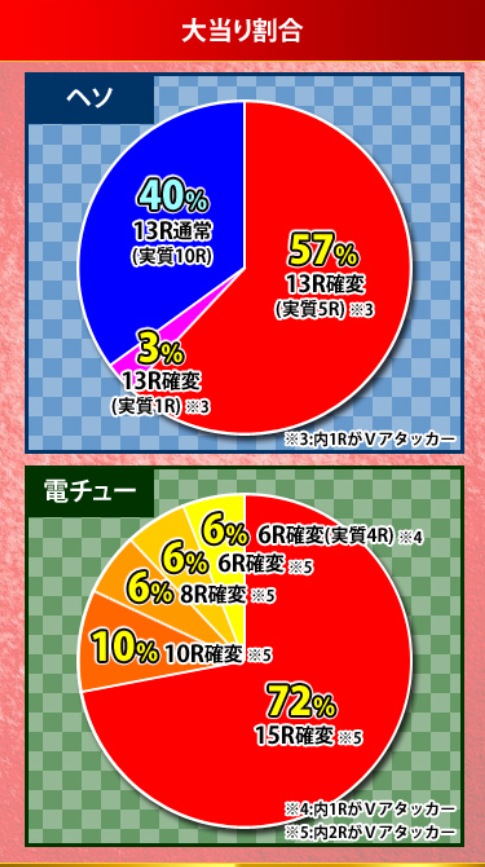 大当り割合
ヘソ
40%
13R通常
(実質10R)
57%
13R確変
(実質5R) ※3
3%
13R確変
(実質1R) ※3
※3:内1RがVアタッカー
電チュー
6% 6R確変(実質4R) ※4
6% 6R確変 ※5
6% 8R確変 ※5
10% 10R確変 ※5
72%
15R確変 ※5
※4:内1RがVアタッカー
※5:内2RがVアタッカー